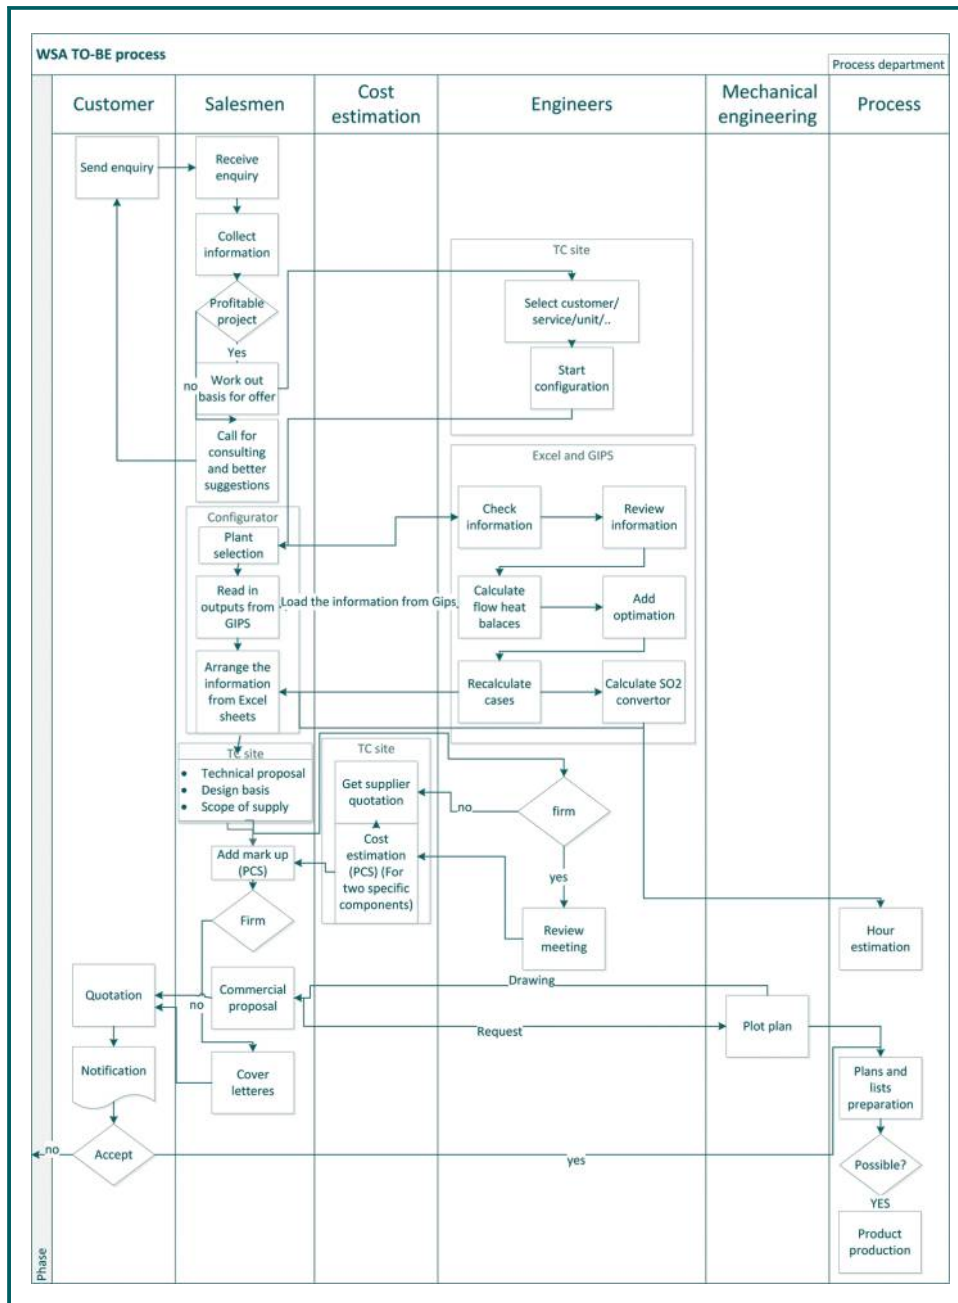 WSA TO-BE process
Process department
Customer
Salesmen
Cost
estimation
Engineers
Mechanical
engineering
Process
Send enquiry
Receive
enquiry
Collect
information
TC site
Profitable
project
Select customer/
service/unit/..
Yes
no
Work out
basis for offer
Start
configuration
Call for
consulting
and better
suggestions
Excel and GIPS
Configurator
Plant
selection
Check
information
Review
information
Read in
outputs from
GIPS
Load the information from Gips
Calculate
flow heat
balaces
Add
optimation
Arrange the
information
from Excel
sheets
Recalculate
cases
Calculate SO2
convertor
TC site
• Technical proposal
• Design basis
• Scope of supply
TC site
Get supplier
quotation
no
firm
Add mark up
(PCS)
Cost
estimation
(PCS) (For
two specific
components)
yes
Firm
Review
meeting
Hour
estimation
Drawing
Quotation
no
Commercial
proposal
Request
Plot plan
Notification
Cover
letteres
Plans and
lists
preparation
no
Accept
yes
Possible?
YES
Product
production
Phase